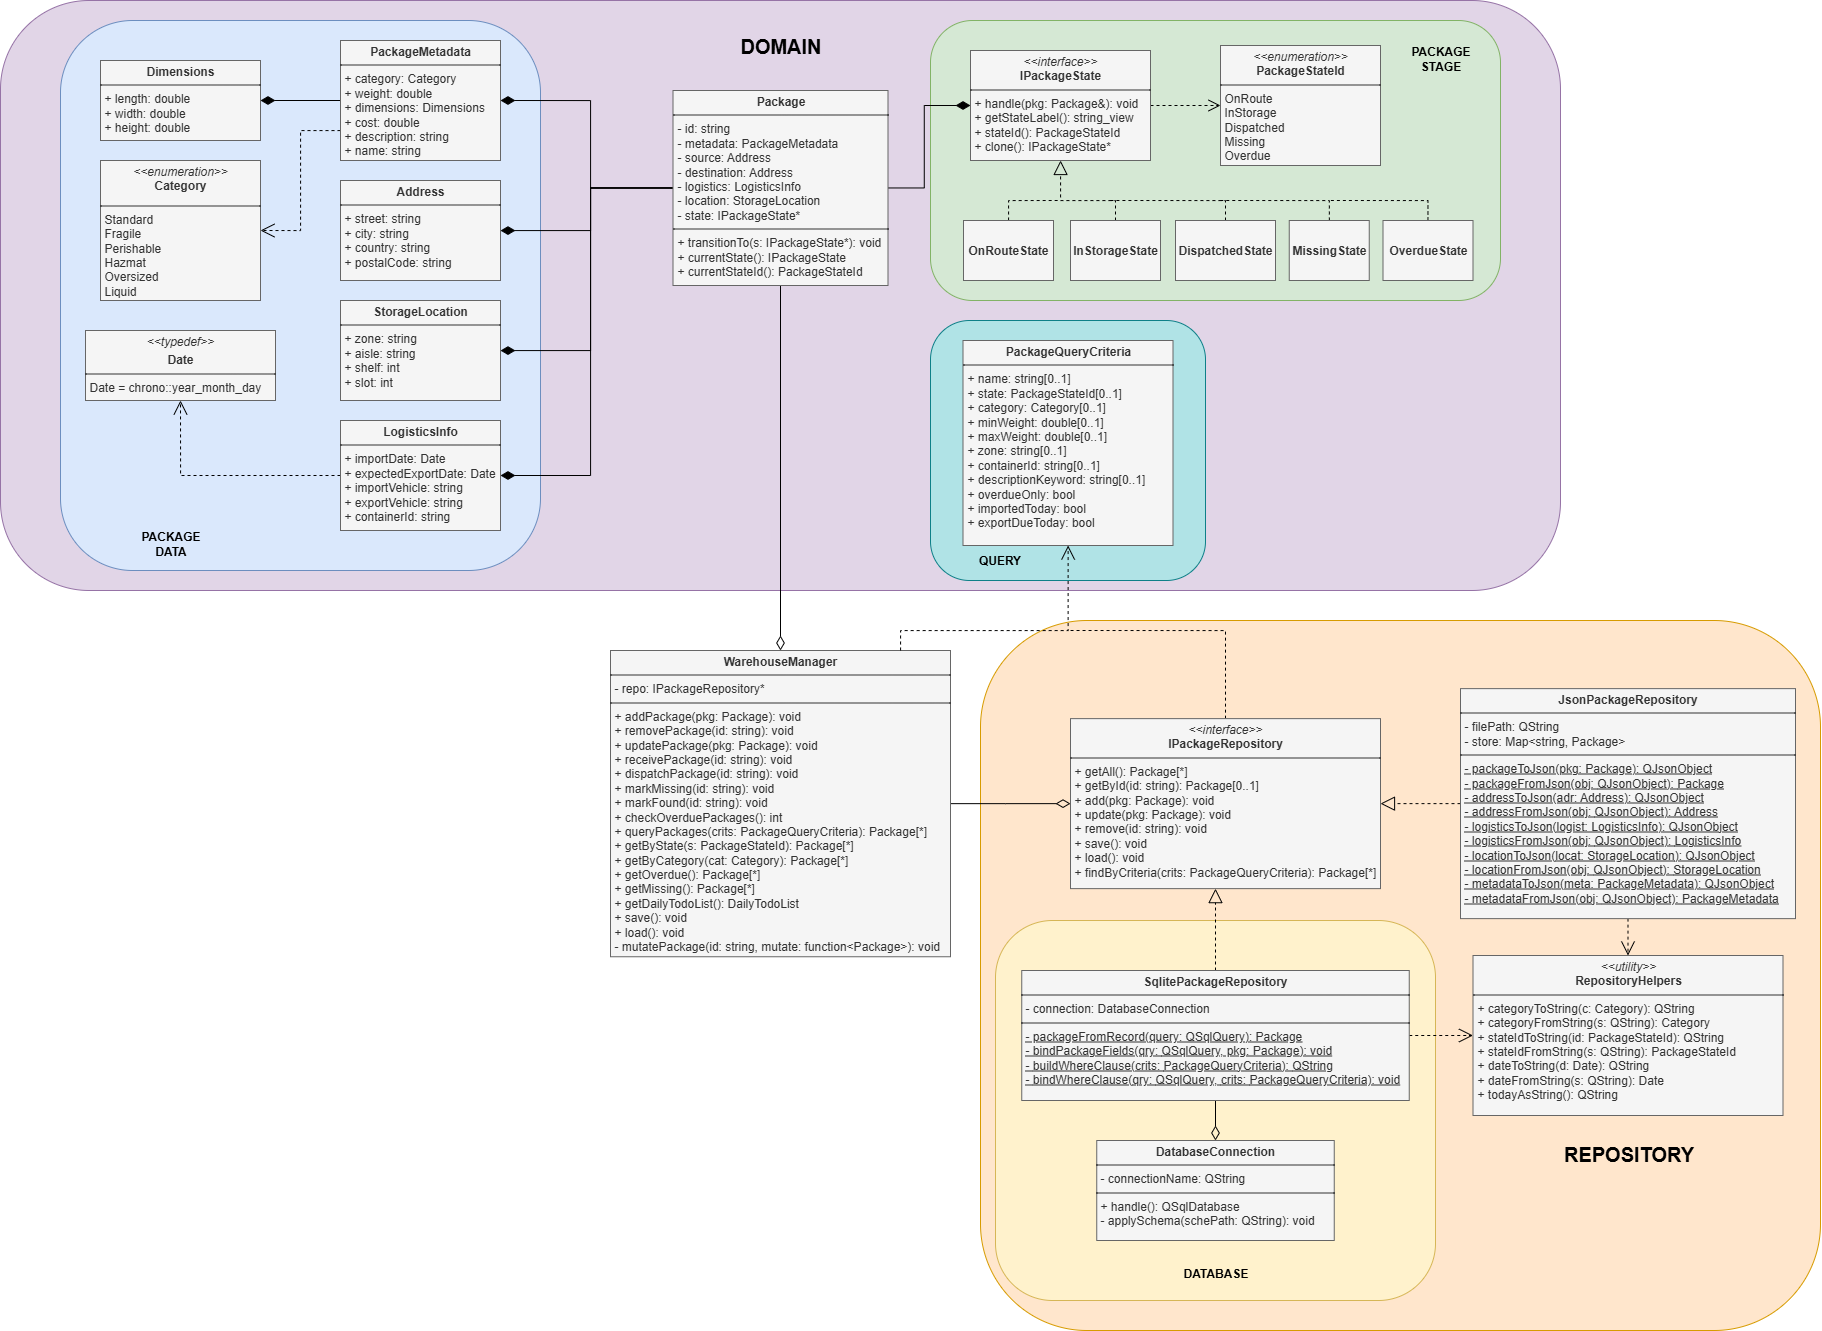 DOMAIN
PACKAGE
DATA
Dimensions
+ length: double
+ width: double
+ height: double
<<enumeration>>
Category
Standard
Fragile
Perishable
Hazmat
Oversized
Liquid
<<typedef>>
Date
Date = chrono::year_month_day
PackageMetadata
+ category: Category
+ weight: double
+ dimensions: Dimensions
+ cost: double
+ description: string
+ name: string
Address
+ street: string
+ city: string
+ country: string
+ postalCode: string
StorageLocation
+ zone: string
+ aisle: string
+ shelf: int
+ slot: int
LogisticsInfo
+ importDate: Date
+ expectedExportDate: Date
+ importVehicle: string
+ exportVehicle: string
+ containerId: string
Package
- id: string
- metadata: PackageMetadata
- source: Address
- destination: Address
- logistics: LogisticsInfo
- location: StorageLocation
- state: IPackageState*
+ transitionTo(s: IPackageState*): void
+ currentState(): IPackageState
+ currentStateId(): PackageStateId
PACKAGE
STAGE
<<interface>>
IPackageState
+ handle(pkg: Package&): void
+ getStateLabel(): string_view
+ stateId(): PackageStateId
+ clone(): IPackageState*
<<enumeration>>
PackageStateId
OnRoute
InStorage
Dispatched
Missing
Overdue
OnRouteState
InStorageState
DispatchedState
MissingState
OverdueState
PackageQueryCriteria
+ name: string[0..1]
+ state: PackageStateId[0..1]
+ category: Category[0..1]
+ minWeight: double[0..1]
+ maxWeight: double[0..1]
+ zone: string[0..1]
+ containerId: string[0..1]
+ descriptionKeyword: string[0..1]
+ overdueOnly: bool
+ importedToday: bool
+ exportDueToday: bool
QUERY
WarehouseManager
- repo: IPackageRepository*
+ addPackage(pkg: Package): void
+ removePackage(id: string): void
+ updatePackage(pkg: Package): void
+ receivePackage(id: string): void
+ dispatchPackage(id: string): void
+ markMissing(id: string): void
+ markFound(id: string): void
+ checkOverduePackages(): int
+ queryPackages(crits: PackageQueryCriteria): Package[*]
+ getByState(s: PackageStateId): Package[*]
+ getByCategory(cat: Category): Package[*]
+ getOverdue(): Package[*]
+ getMissing(): Package[*]
+ getDailyTodoList(): DailyTodoList
+ save(): void
+ load(): void
- mutatePackage(id: string, mutate: function<Package>): void
<<interface>>
IPackageRepository
+ getAll(): Package[*]
+ getById(id: string): Package[0..1]
+ add(pkg: Package): void
+ update(pkg: Package): void
+ remove(id: string): void
+ save(): void
+ load(): void
+ findByCriteria(crits: PackageQueryCriteria): Package[*]
JsonPackageRepository
- filePath: QString
- store: Map<string, Package>
- packageToJson(pkg: Package): QJsonObject
- packageFromJson(obj: QJsonObject): Package
- addressToJson(adr: Address): QJsonObject
- addressFromJson(obj: QJsonObject): Address
- logisticsToJson(logist: LogisticsInfo): QJsonObject
- logisticsFromJson(obj: QJsonObject): LogisticsInfo
- locationToJson(locat: StorageLocation): QJsonObject
- locationFromJson(obj: QJsonObject): StorageLocation
- metadataToJson(meta: PackageMetadata): QJsonObject
- metadataFromJson(obj: QJsonObject): PackageMetadata
SqlitePackageRepository
- connection: DatabaseConnection
- packageFromRecord(query: QSqlQuery): Package
- bindPackageFields(qry: QSqlQuery, pkg: Package): void
- buildWhereClause(crits: PackageQueryCriteria): QString
- bindWhereClause(qry: QSqlQuery, crits: PackageQueryCriteria): void
<<utility>>
RepositoryHelpers
+ categoryToString(c: Category): QString
+ categoryFromString(s: QString): Category
+ stateIdToString(id: PackageStateId): QString
+ stateIdFromString(s: QString): PackageStateId
+ dateToString(d: Date): QString
+ dateFromString(s: QString): Date
+ todayAsString(): QString
DatabaseConnection
- connectionName: QString
+ handle(): QSqlDatabase
- applySchema(schePath: QString): void
DATABASE
REPOSITORY